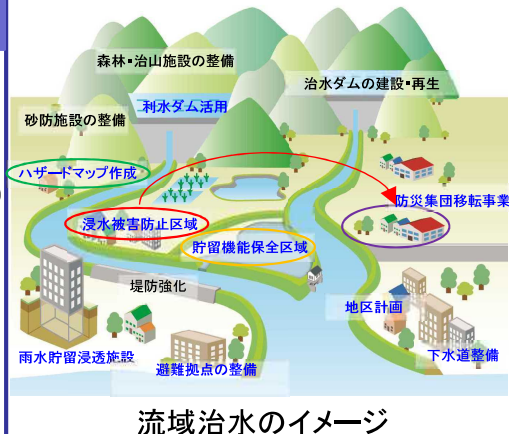 森林・治山施設の整備
治水ダムの建設・再生
利水ダム活用
砂防施設の整備
ハザードマップ作成
防災集団移転事業
浸水被害防止区域
貯留機能保全区域
堤防強化
地区計画
雨水貯留浸透施設
避難拠点の整備
下水道整備
流域治水のイメージ